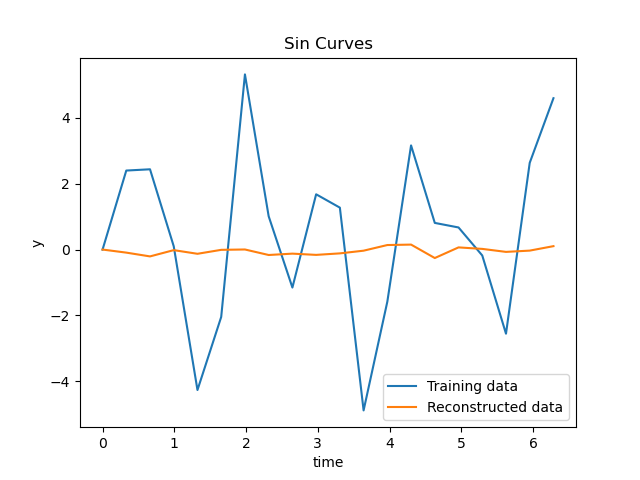 Sin Curves
y
4
2
0
−2
−4
0 1 2 3 4 5 6
time
Training data
Reconstructed data